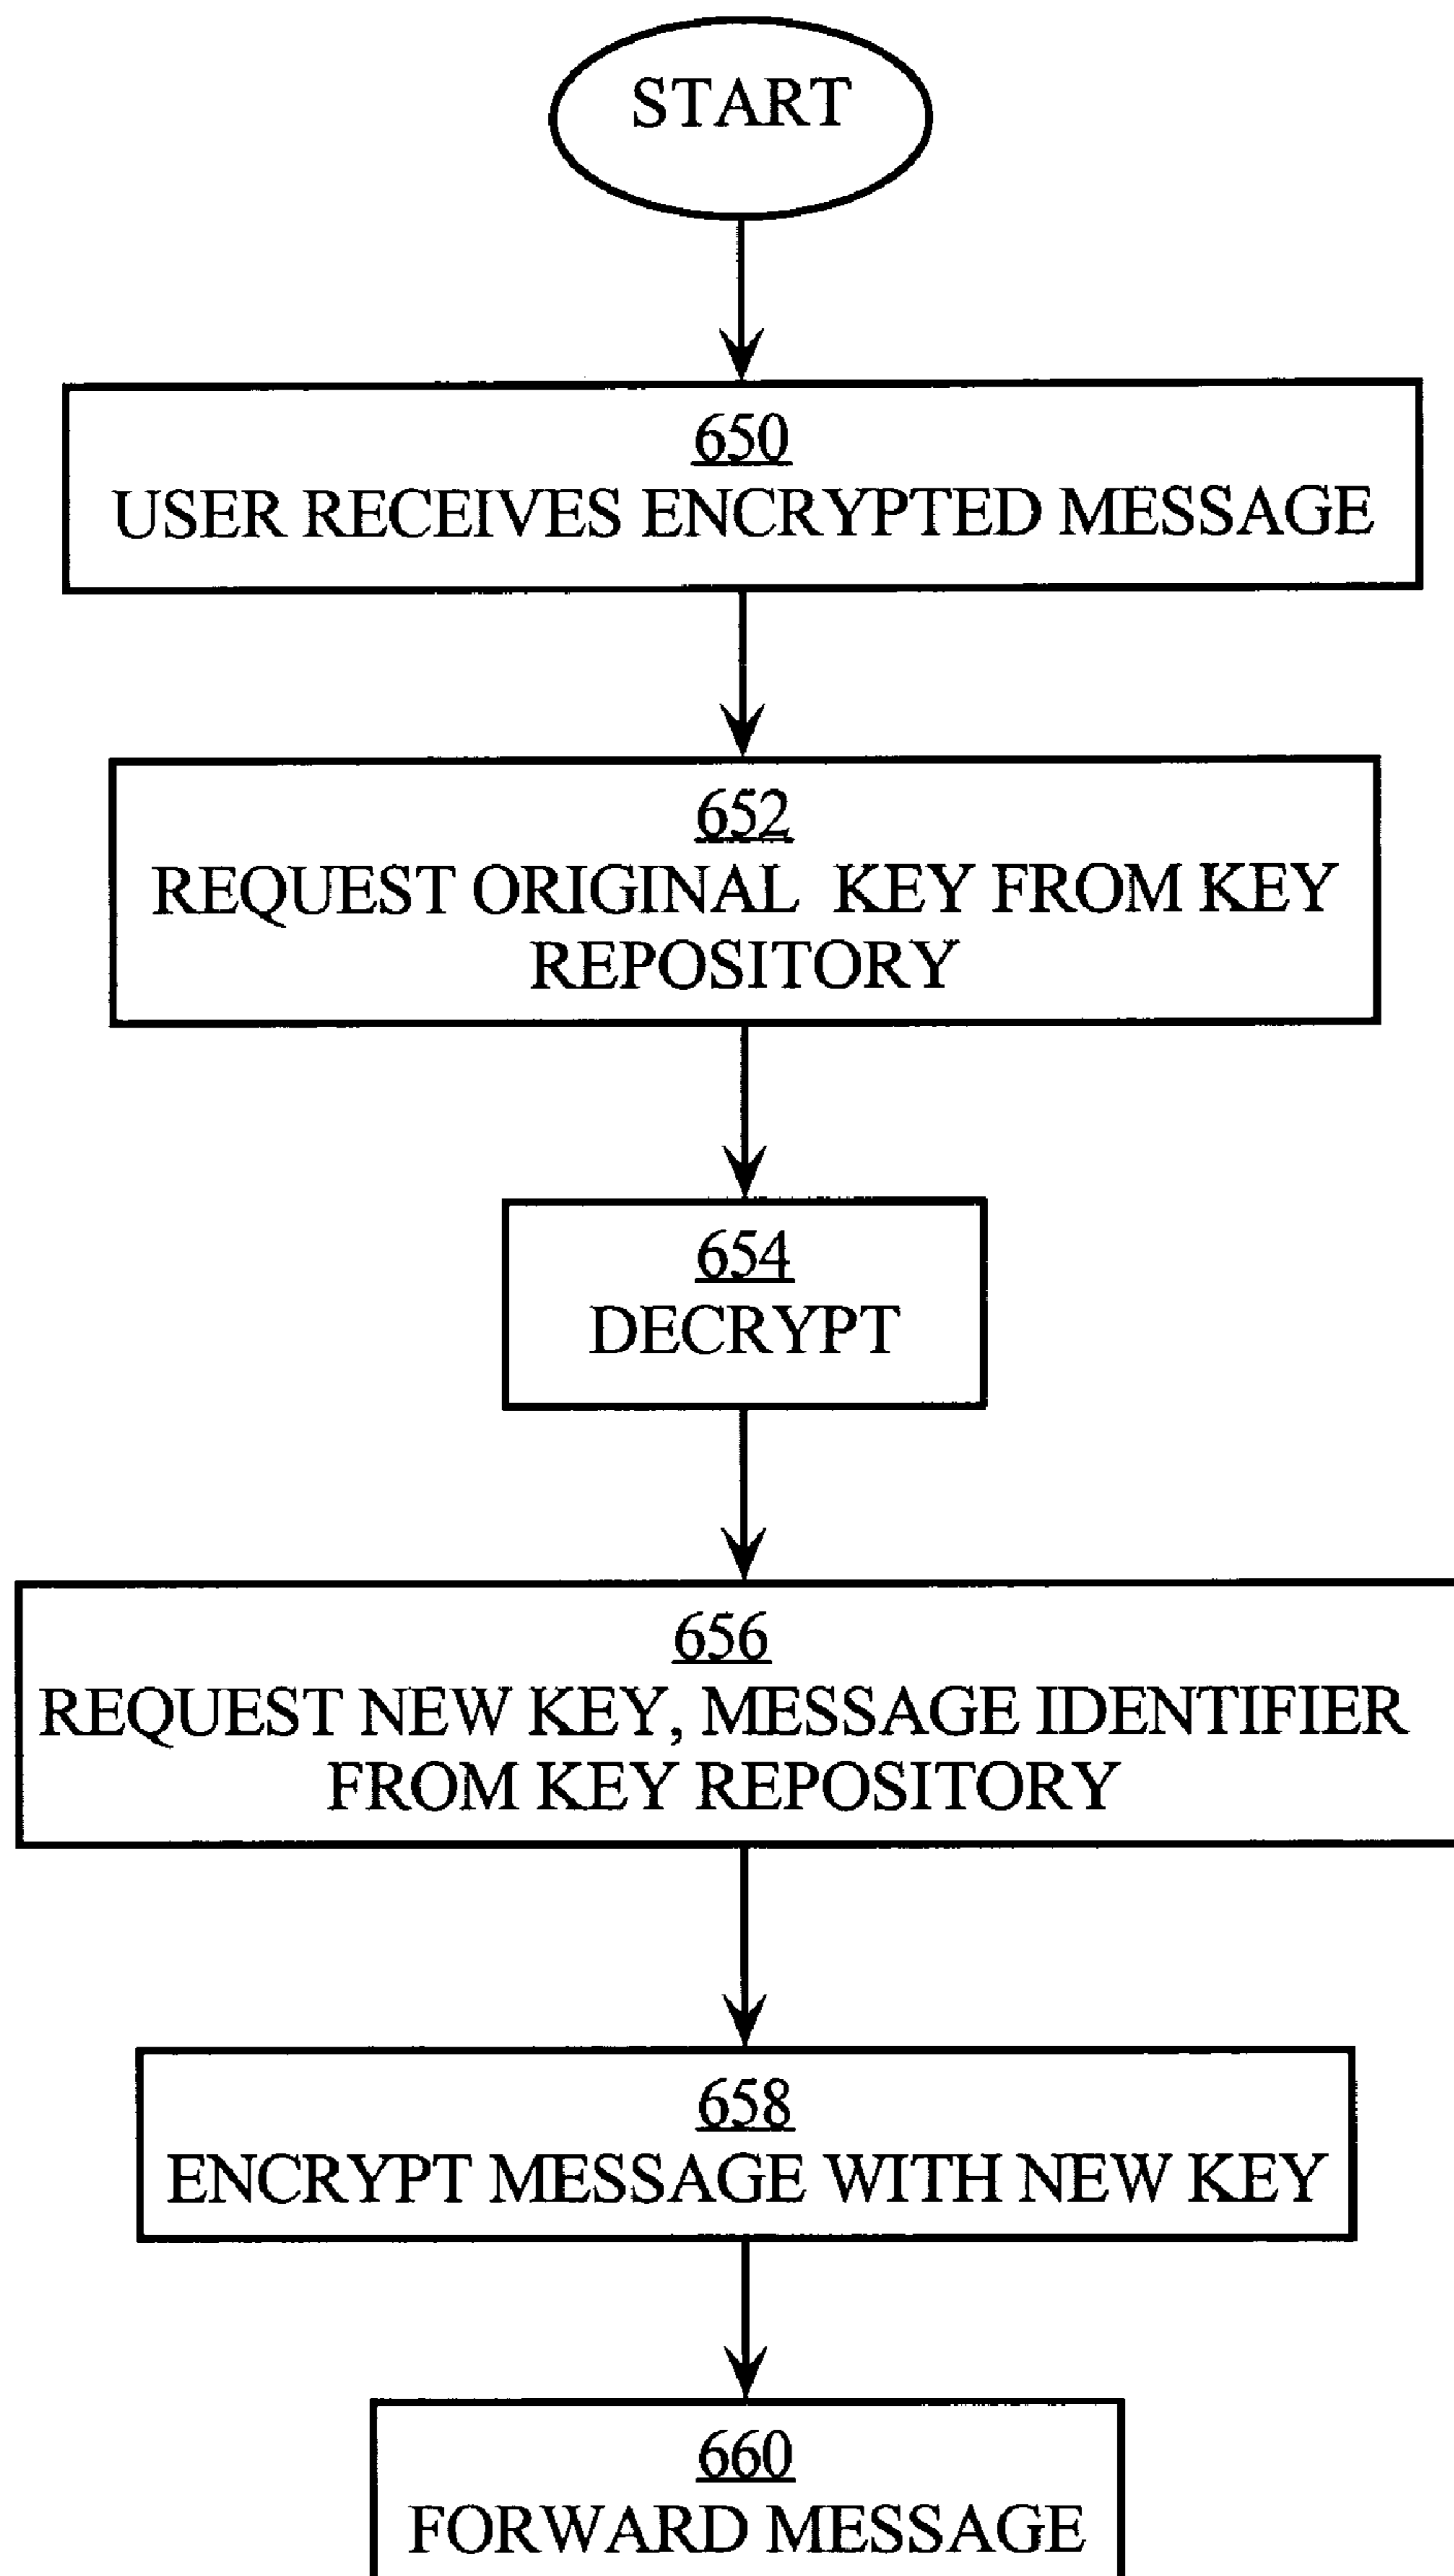 START
650
USER RECEIVES ENCRYPTED MESSAGE
652
REQUEST ORIGINAL KEY FROM KEY
REPOSITORY
654
DECRYPT
656
REQUEST NEW KEY, MESSAGE IDENTIFIER
FROM KEY REPOSITORY
658
ENCRYPT MESSAGE WITH NEW KEY
660
FORWARD MESSAGE